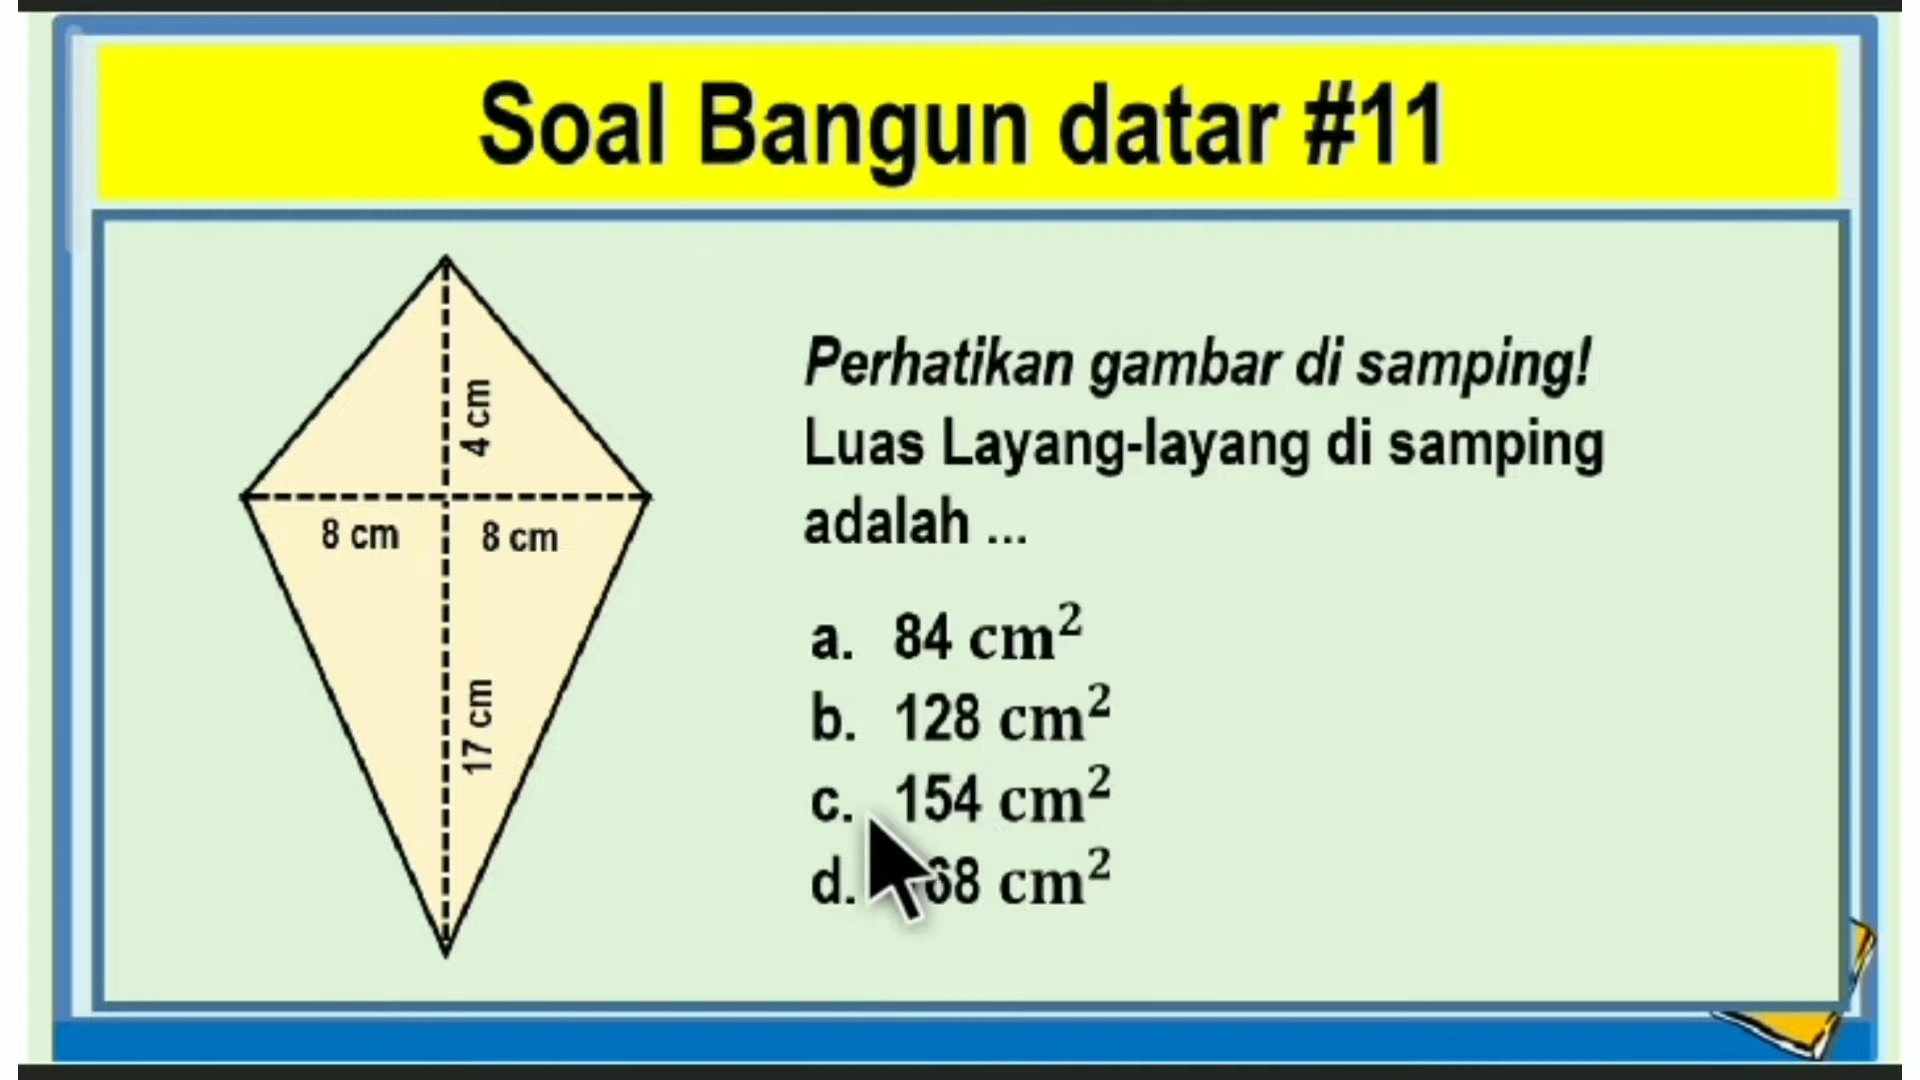 Soal Bangun datar #11
4 cm
8 cm
8 cm
17 cm
Perhatikan gambar di samping!
Luas Layang-layang di samping
adalah ...
a. 84 cm²
b. 128 cm²
c. 154 cm²
d. 68 cm²